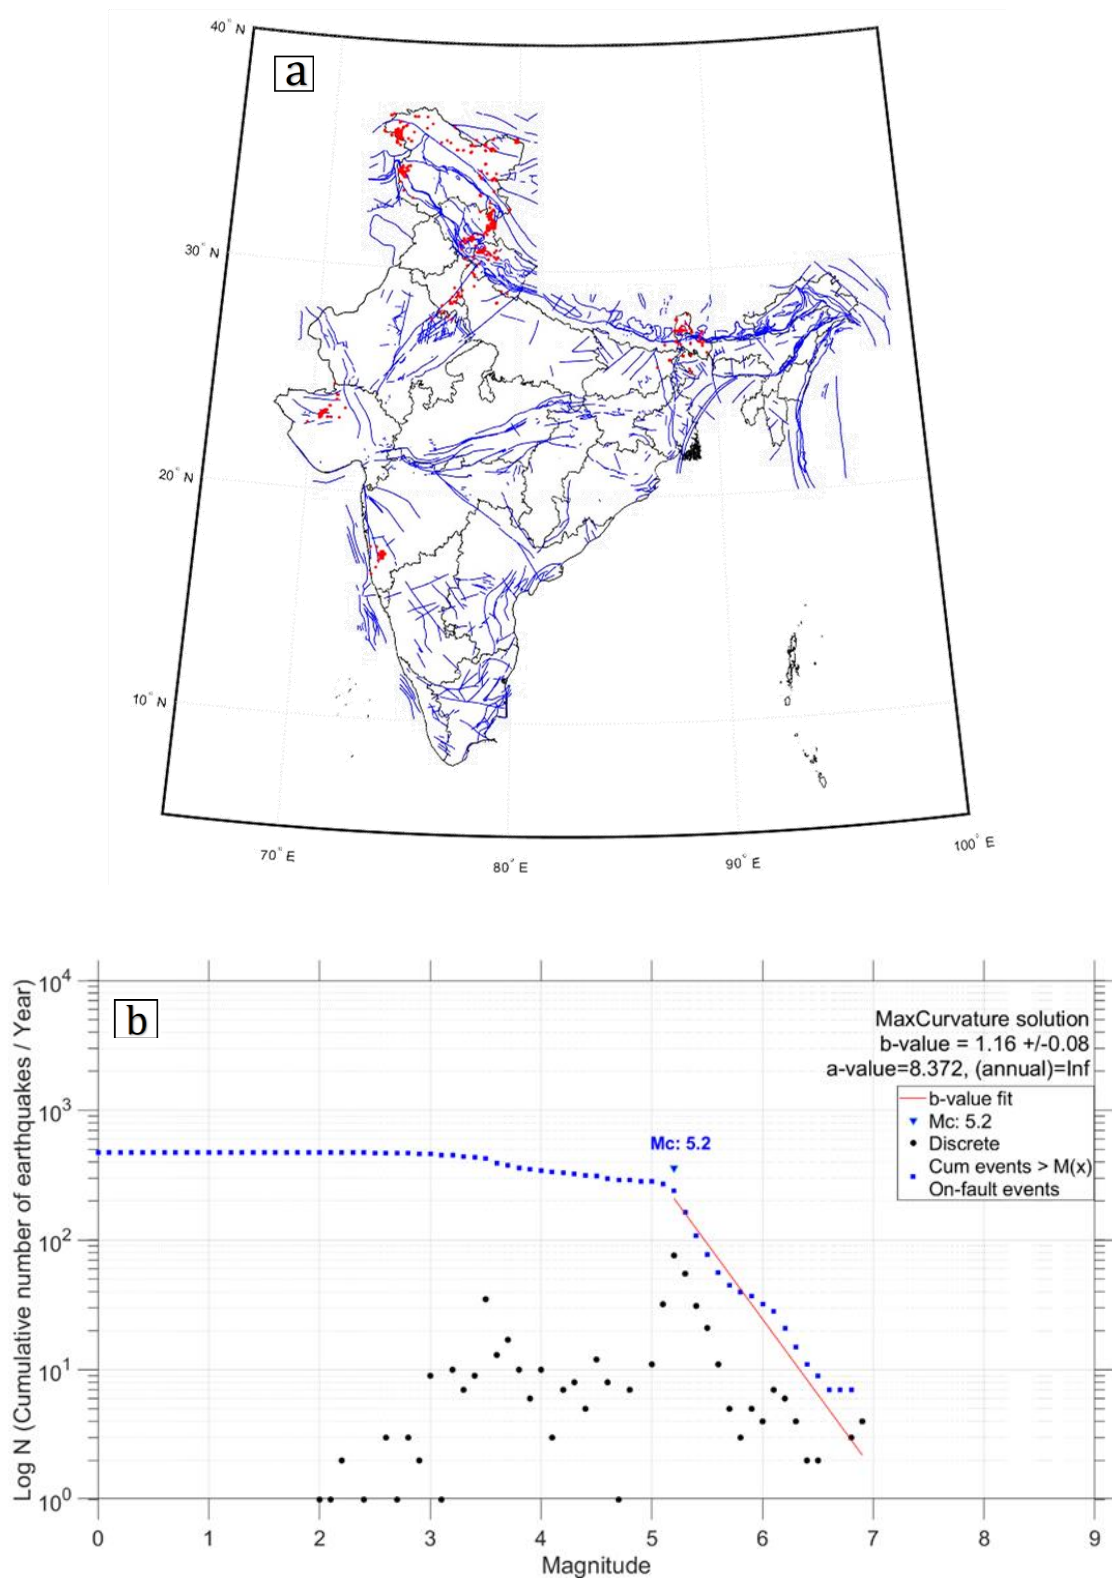 40° N
a
30° N
20° N
10° N
70° E
80° E
90° E
100° E
b
Log N (Cumulative number of earthquakes / Year)
10^4
10^3
10^2
10^1
10^0
MaxCurvature solution
b-value = 1.16 +/-0.08
a-value=8.372, (annual)=Inf
b-value fit
Mc: 5.2
Discrete
Cum events > M(x)
On-fault events
Mc: 5.2
0 1 2 3 4 5 6 7 8 9
Magnitude